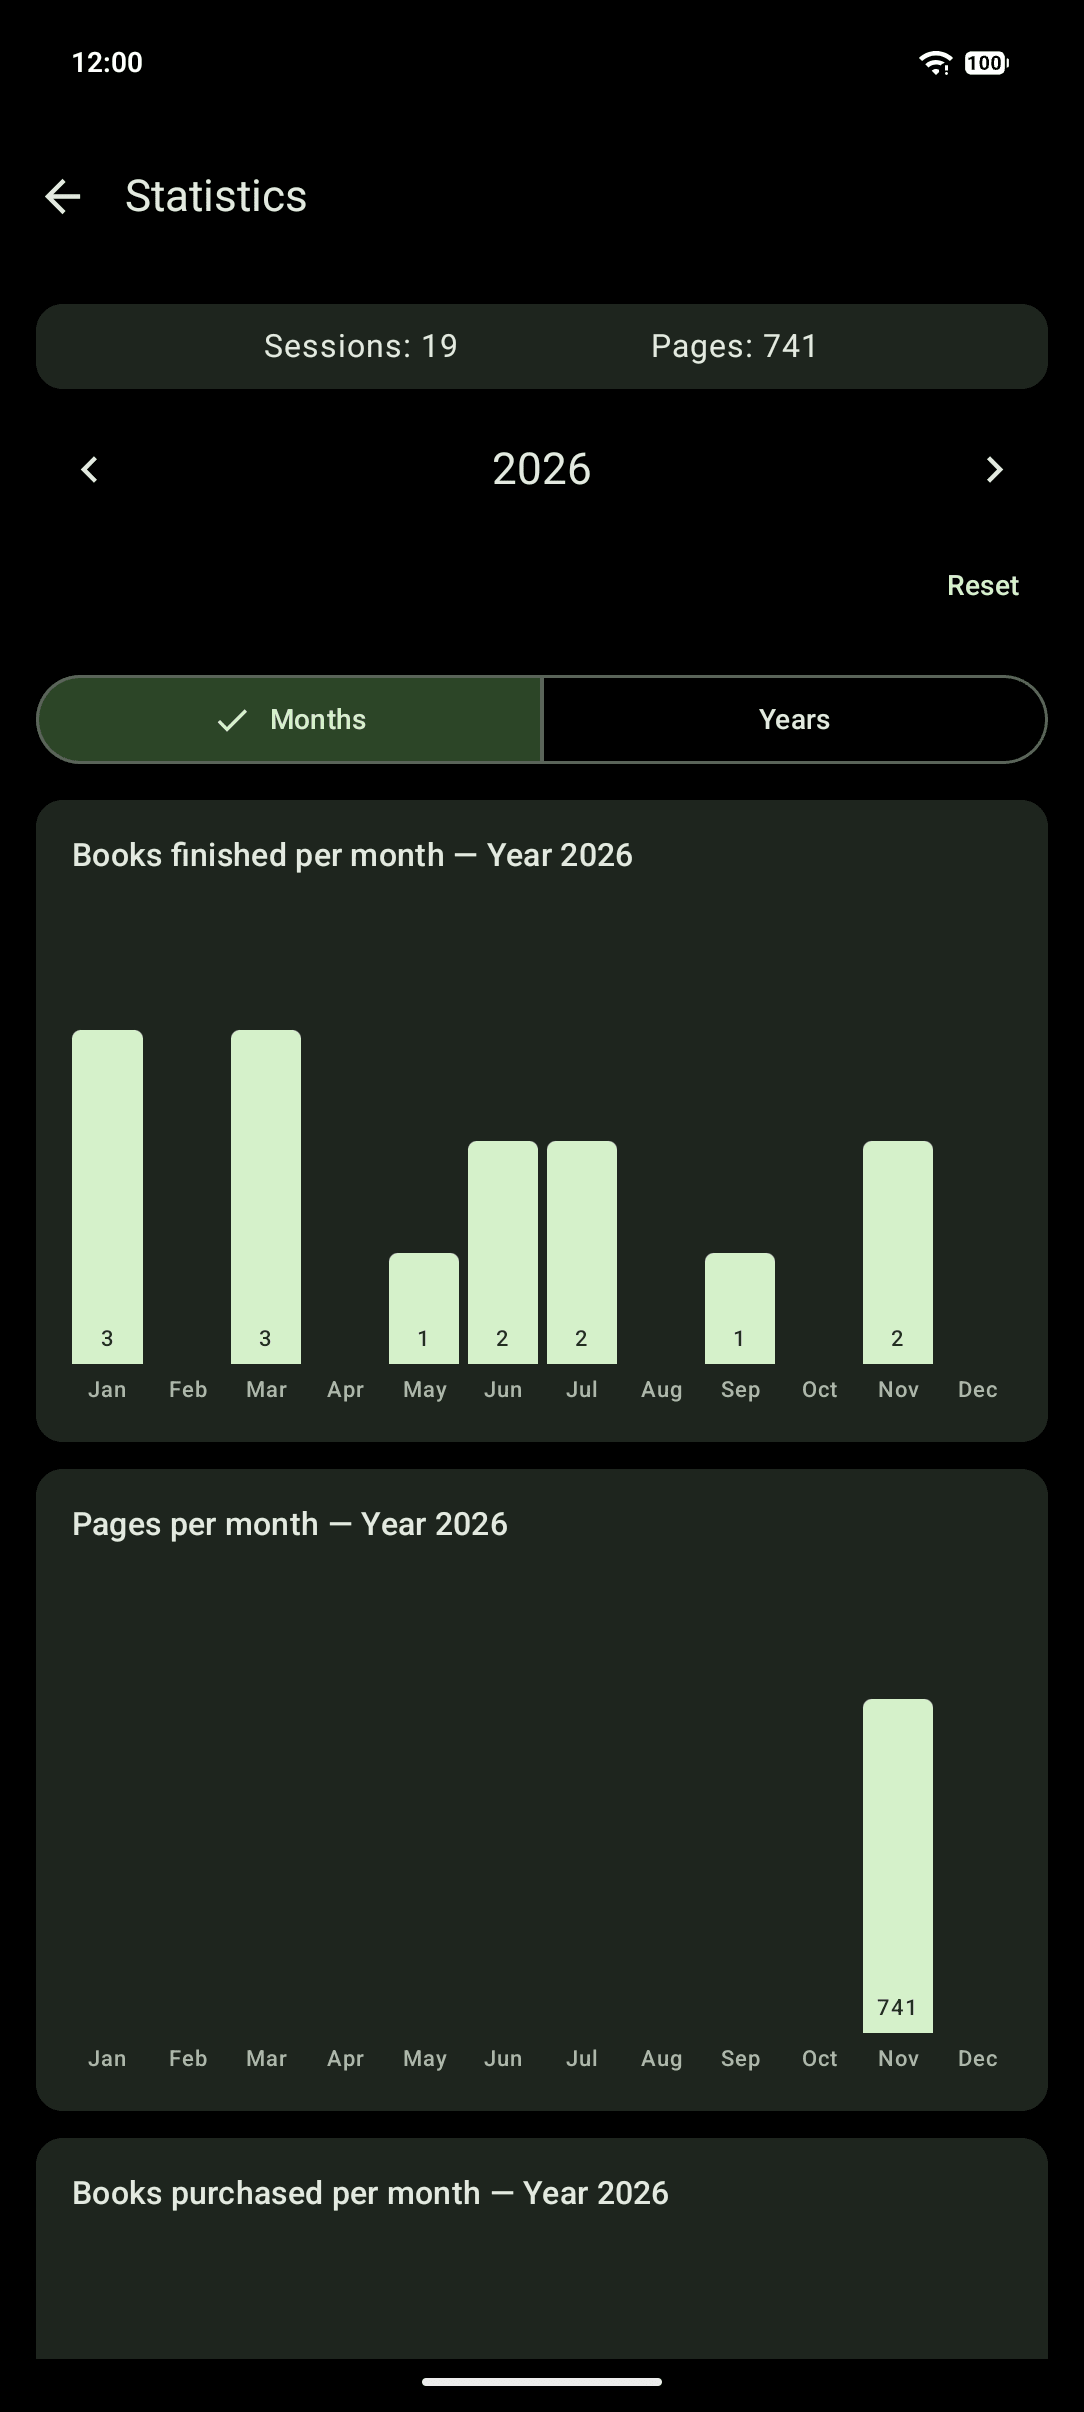 12:00
100
Statistics
Sessions: 19 Pages: 741
2026
Reset
Months Years
Books finished per month — Year 2026
3 3 1 2 2 1 2
Jan Feb Mar Apr May Jun Jul Aug Sep Oct Nov Dec
Pages per month — Year 2026
741
Jan Feb Mar Apr May Jun Jul Aug Sep Oct Nov Dec
Books purchased per month — Year 2026